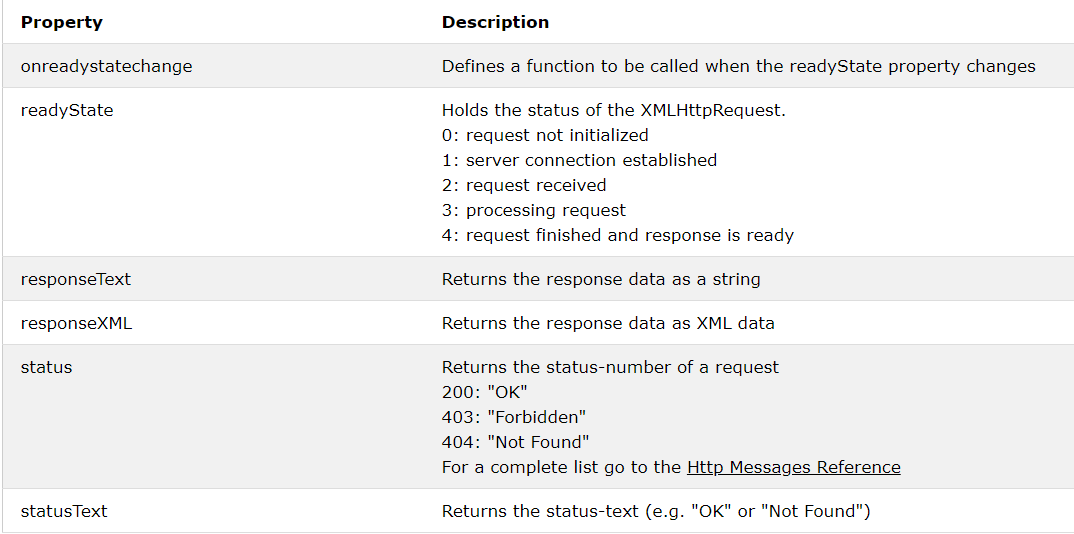 Property Description
onreadystatechange Defines a function to be called when the readyState property changes
readyState Holds the status of the XMLHttpRequest.
0: request not initialized
1: server connection established
2: request received
3: processing request
4: request finished and response is ready
responseText Returns the response data as a string
responseXML Returns the response data as XML data
status Returns the status-number of a request
200: "OK"
403: "Forbidden"
404: "Not Found"
For a complete list go to the Http Messages Reference
statusText Returns the status-text (e.g. "OK" or "Not Found")